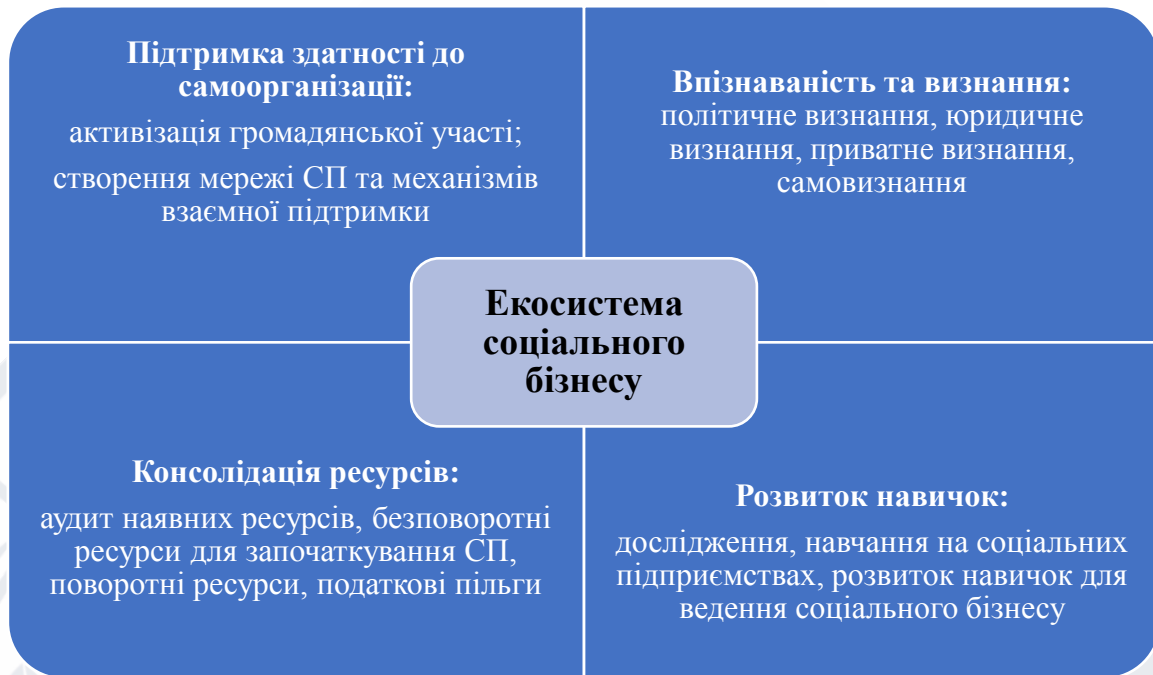 Підтримка здатності до
самоорганізації:
активізація громадянської участі;
створення мережі СП та механізмів
взаємної підтримки
Впізнаваність та визнання:
політичне визнання, юридичне
визнання, приватне визнання,
самовизнання
Екосистема
соціального
бізнесу
Консолідація ресурсів:
аудит наявних ресурсів, безповоротні
ресурси для започаткування СП,
поворотні ресурси, податкові пільги
Розвиток навичок:
дослідження, навчання на соціальних
підприємствах, розвиток навичок для
ведення соціального бізнесу